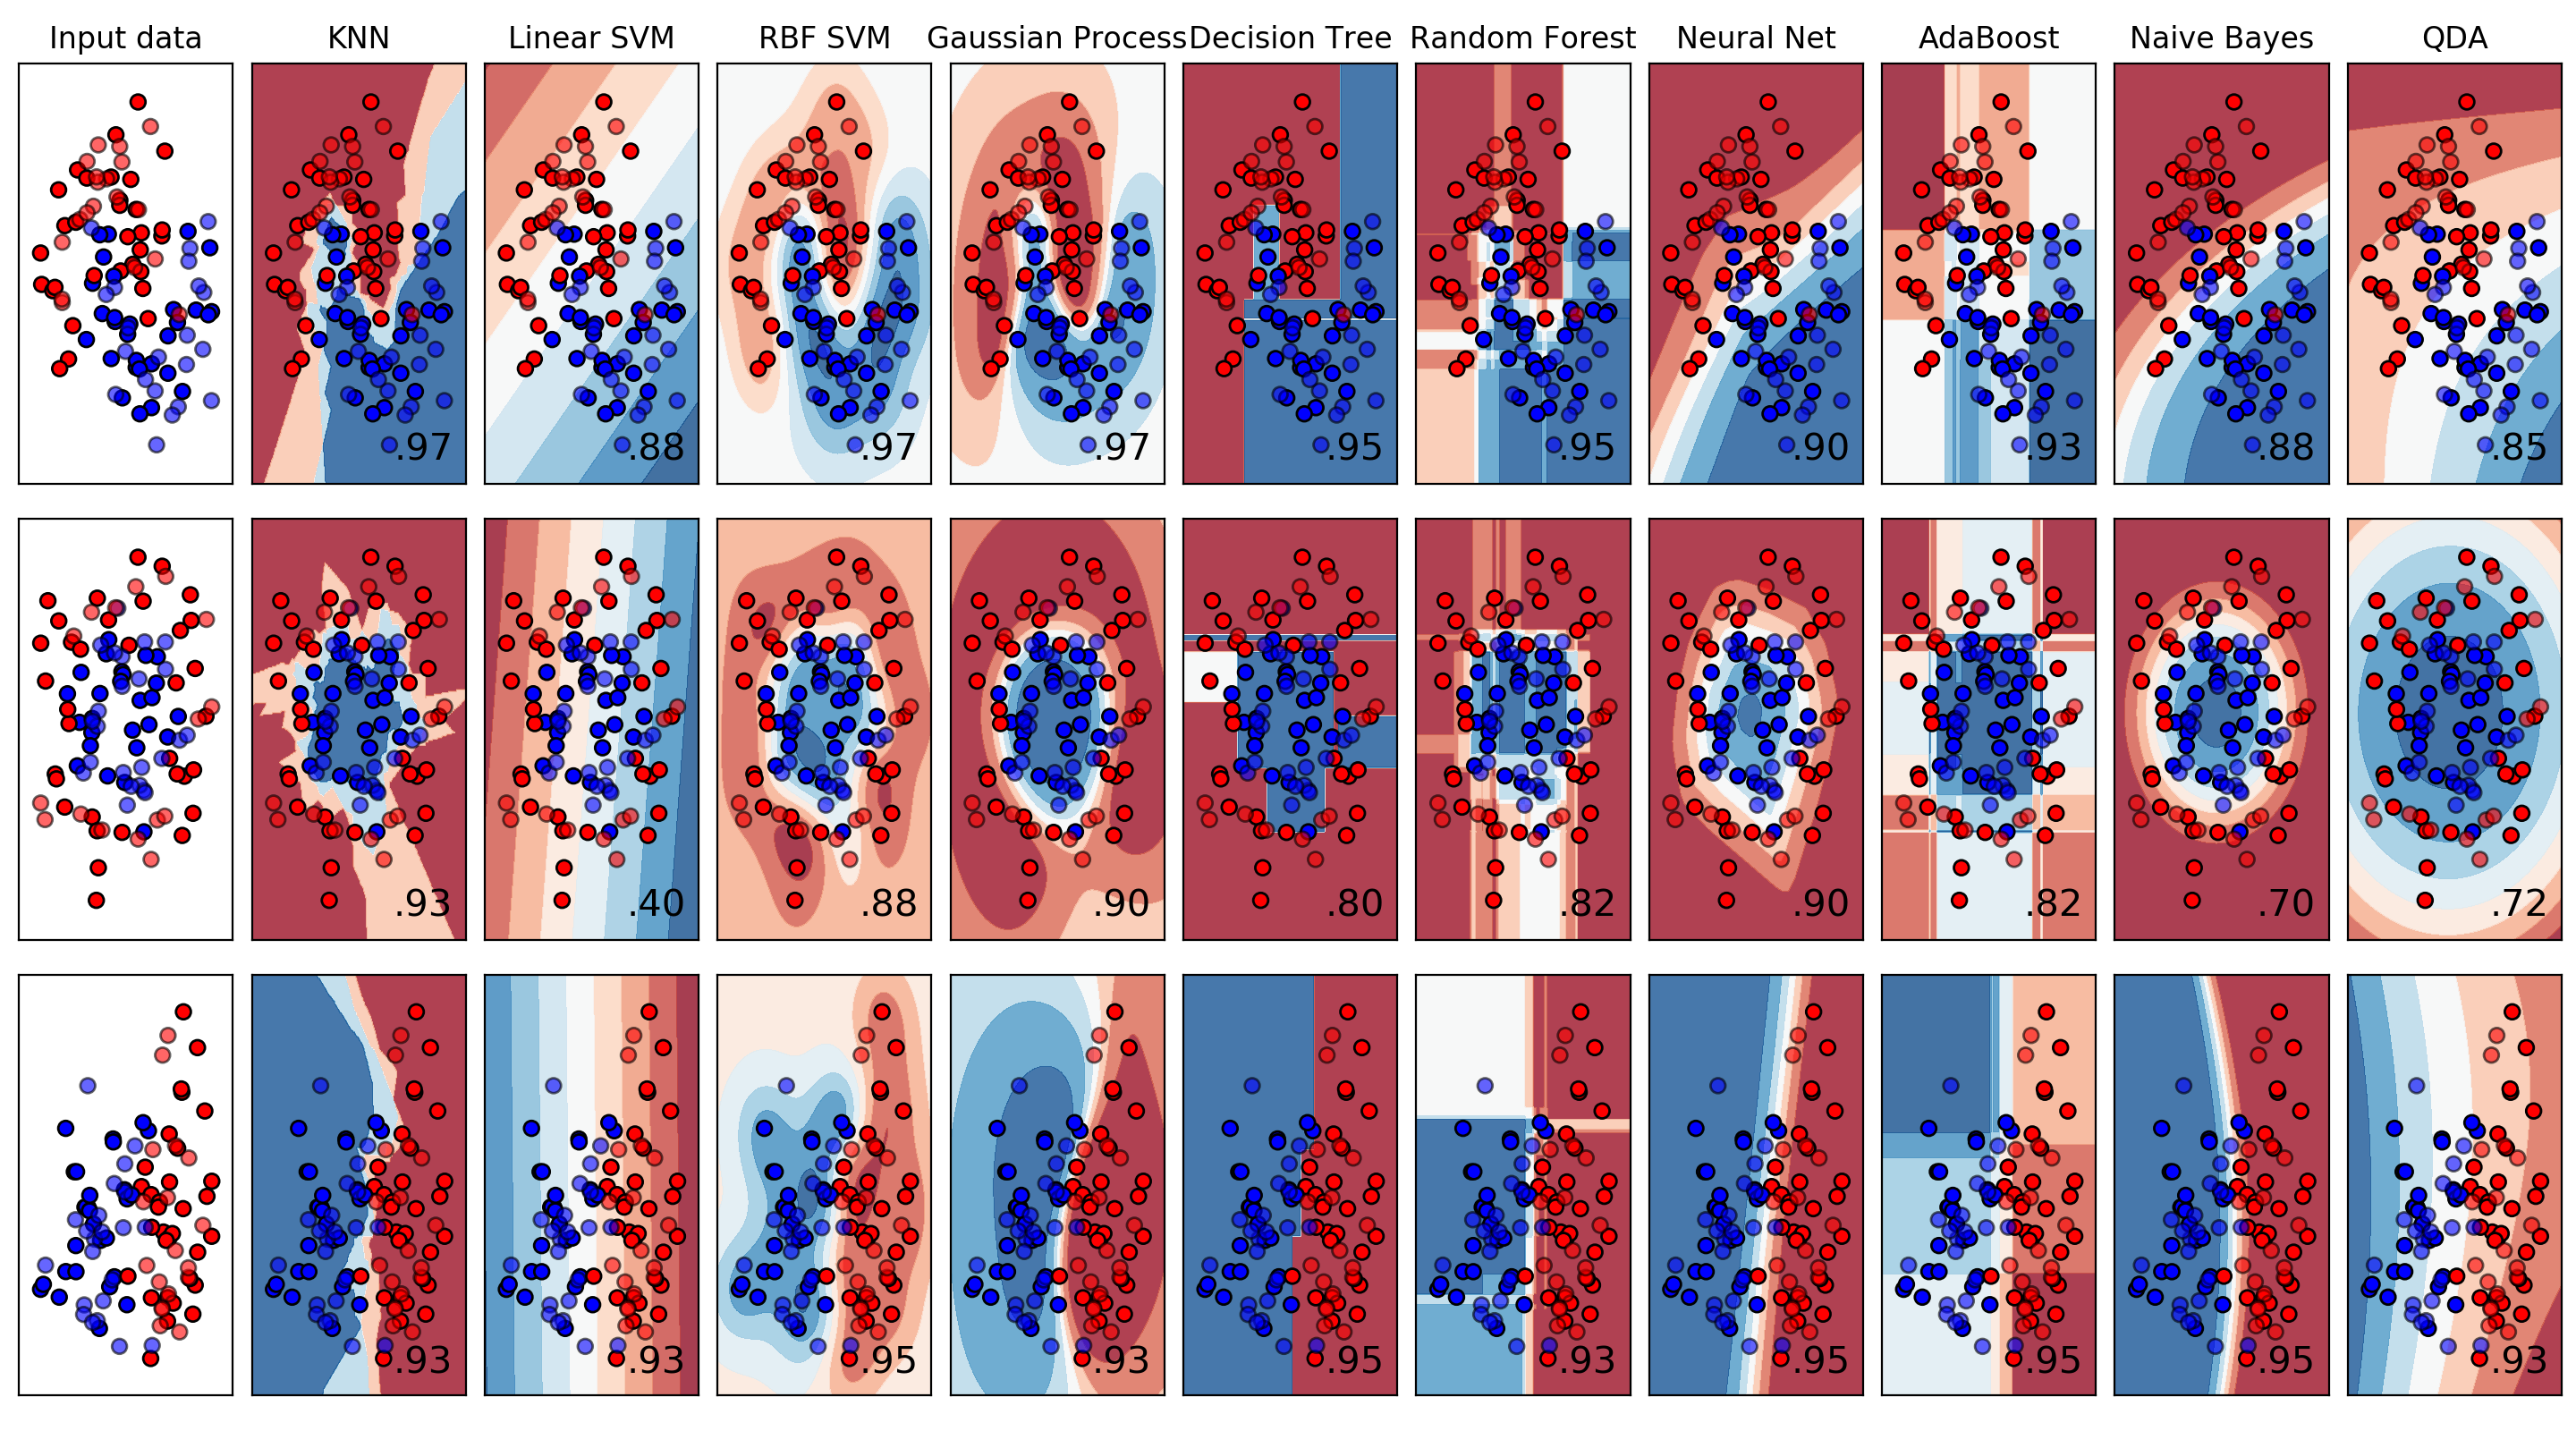 Input data KNN Linear SVM RBF SVM Gaussian Process Decision Tree Random Forest Neural Net AdaBoost Naive Bayes QDA
.97 .88 .97 .97 .95 .95 .90 .93 .88 .85
.93 .40 .88 .90 .80 .82 .90 .82 .70 .72
.93 .93 .95 .93 .95 .93 .95 .95 .95 .93